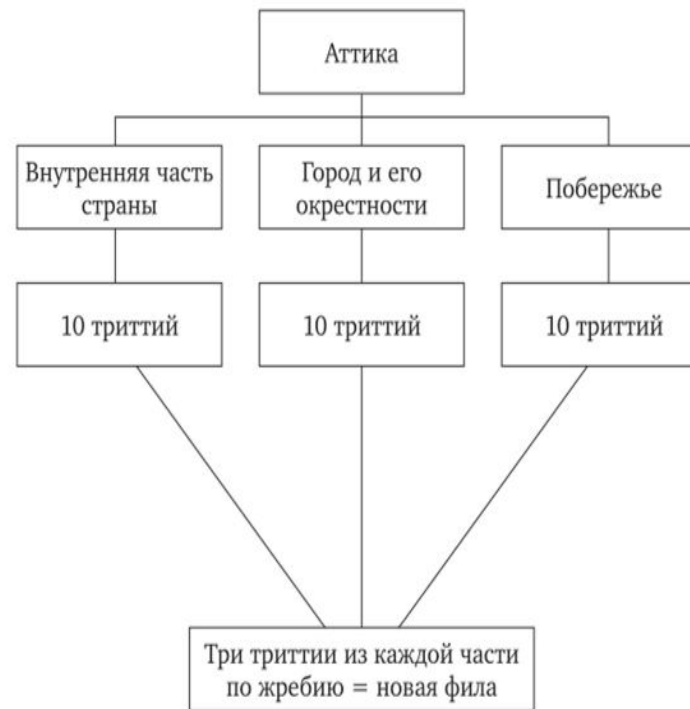 Аттика
Внутренняя часть
страны
Город и его
окрестности
Побережье
10 триттий
10 триттий
10 триттий
Три триттии из каждой части
по жребию = новая фила